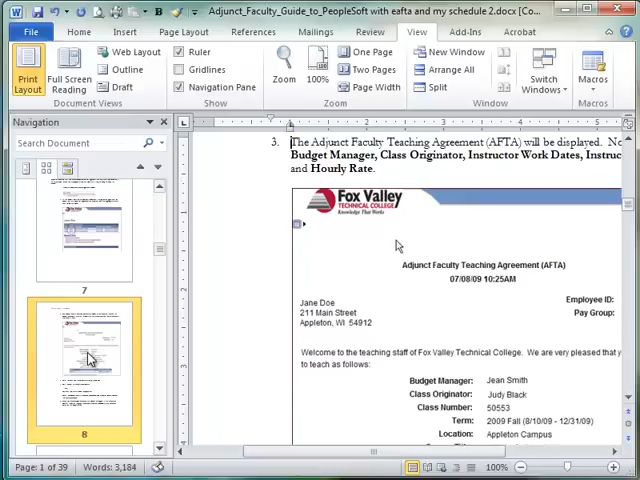 Adjunct_Faculty_Guide_to_PeopleSoft with eafta and my schedule 2.docx [Co...
File Home Insert Page Layout References Mailings Review View Add-Ins Acrobat
Print Layout
Full Screen Reading
Web Layout
Outline
Draft
Document Views
Ruler
Gridlines
Navigation Pane
Show
Zoom
100%
One Page
Two Pages
Page Width
Zoom
New Window
Arrange All
Split
Switch Windows
Window
Macros
Macros
Navigation
Search Document
7
8
3. The Adjunct Faculty Teaching Agreement (AFTA) will be displayed. No
Budget Manager, Class Originator, Instructor Work Dates, Instruc
and Hourly Rate.
Fox Valley
TECHNICAL COLLEGE
Knowledge That Works
Adjunct Faculty Teaching Agreement (AFTA)
07/08/09 10:25AM
Jane Doe
211 Main Street
Appleton, WI 54912
Employee ID:
Pay Group:
Welcome to the teaching staff of Fox Valley Technical College. We are very pleased that y
to teach as follows:
Budget Manager: Jean Smith
Class Originator: Judy Black
Class Number: 50553
Term: 2009 Fall (8/10/09 - 12/31/09)
Location: Appleton Campus
Page: 1 of 39 Words: 3,184 100%